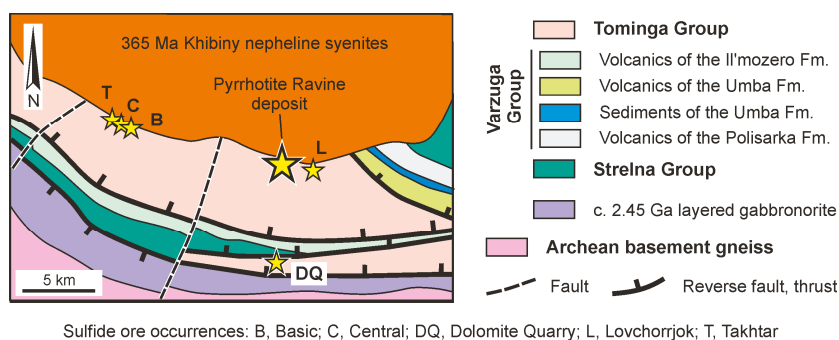 365 Ma Khibiny nepheline syenites
Pyrrhotite Ravine
deposit
N
T
C
B
L
DQ
5 km
Tominga Group
Varzuga
Group
Volcanics of the Il'mozero Fm.
Volcanics of the Umba Fm.
Sediments of the Umba Fm.
Volcanics of the Polisarka Fm.
Strelna Group
c. 2.45 Ga layered gabbronorite
Archean basement gneiss
Fault
Reverse fault, thrust
Sulfide ore occurrences: B, Basic; C, Central; DQ, Dolomite Quarry; L, Lovchorrjok; T, Takhtar